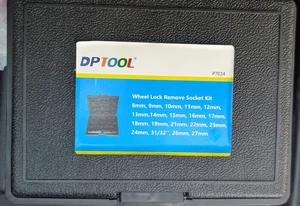 DPTOOL®
P7034
Wheel Lock Remove Socket Kit
8mm, 9mm, 10mm, 11mm, 12mm,
13mm,14mm, 15mm, 16mm, 17mm,
18mm, 19mm, 21mm, 22mm, 23mm,
24mm, 31/32", 26mm, 27mm